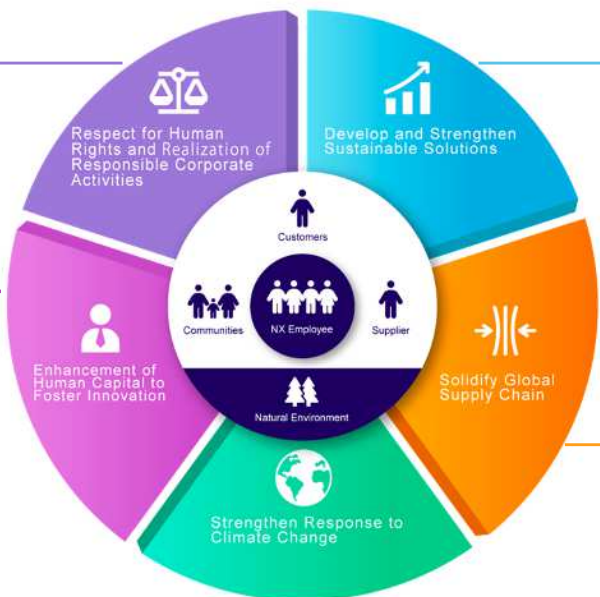 Respect for Human
Rights and Realization of
Responsible Corporate
Activities
Develop and Strengthen
Sustainable Solutions
Customers
Communities
NX Employee
Supplier
Enhancement of
Human Capital to
Foster Innovation
Solidify Global
Supply Chain
Natural Environment
Strengthen Response to
Climate Change